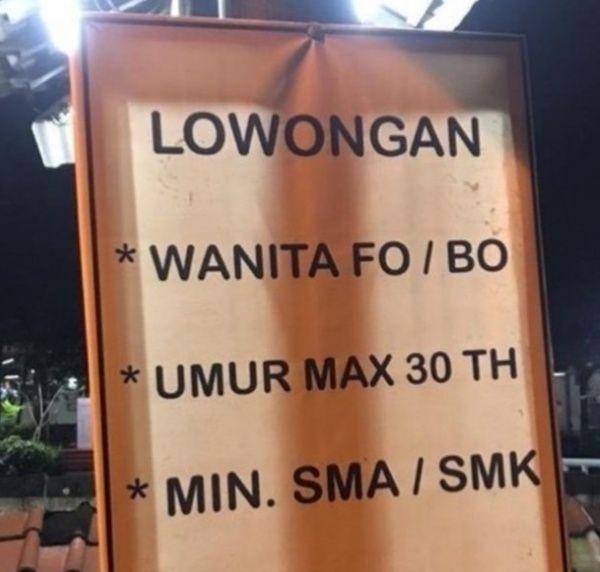 LOWONGAN
* WANITA FO / BO
* UMUR MAX 30 TH
* MIN. SMA / SMK